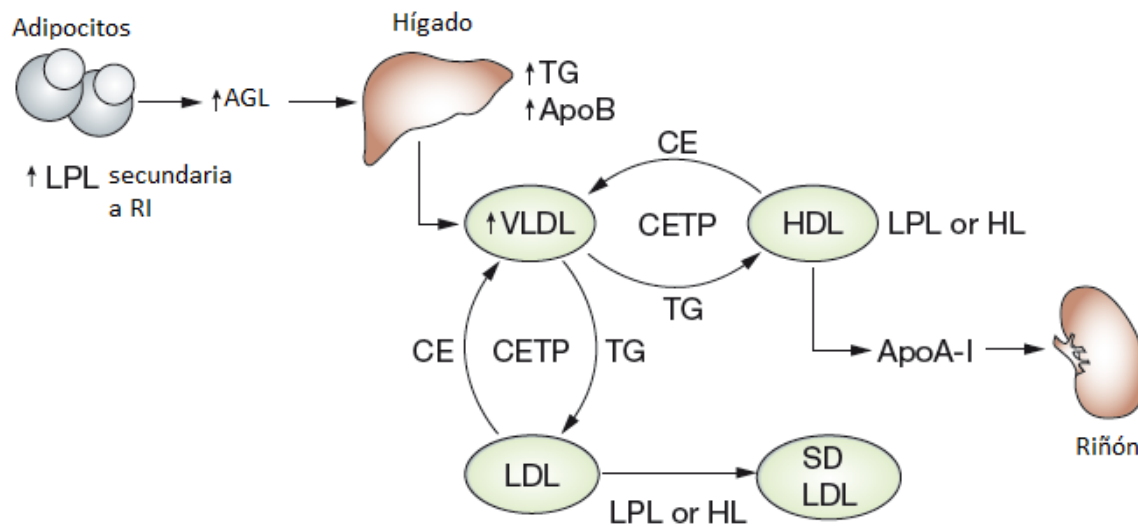 Adipocitos
Hígado
↑AGL
↑TG
↑ApoB
↑ LPL secundaria
a RI
CE
↑VLDL
CETP
HDL
LPL or HL
TG
CE
CETP
TG
ApoA-I
Riñón
LDL
SD
LDL
LPL or HL